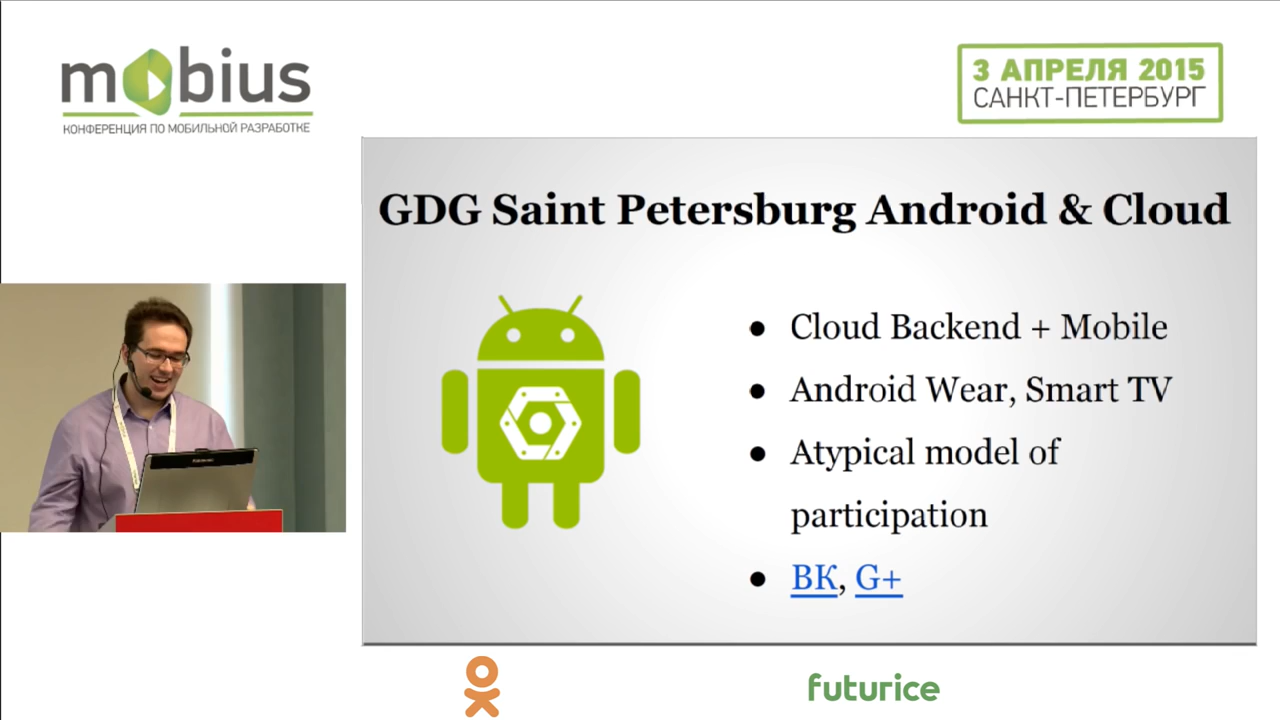 mobius
КОНФЕРЕНЦИЯ ПО МОБИЛЬНОЙ РАЗРАБОТКЕ
3 АПРЕЛЯ 2015
САНКТ-ПЕТЕРБУРГ
GDG Saint Petersburg Android & Cloud
● Cloud Backend + Mobile
● Android Wear, Smart TV
● Atypical model of
participation
● ВК, G+
futurice